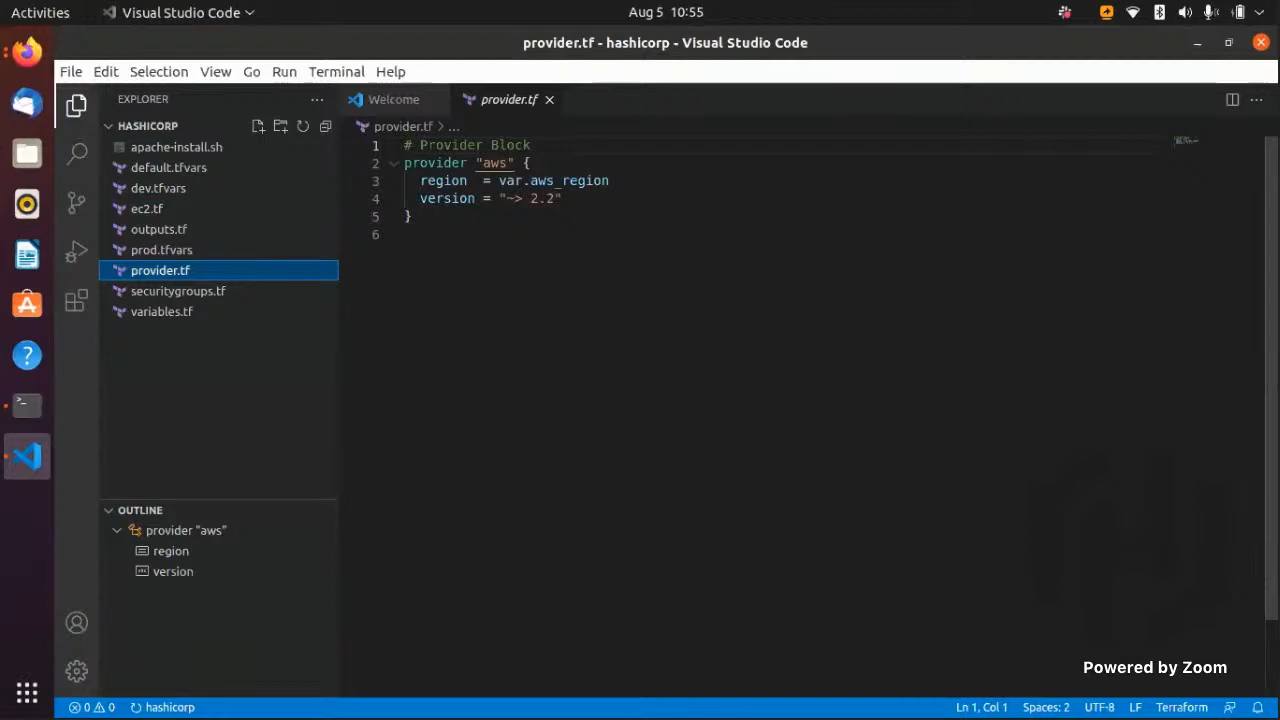 Activities
Visual Studio Code
Aug 5 10:55
provider.tf - hashicorp - Visual Studio Code
File Edit Selection View Go Run Terminal Help
EXPLORER
HASHICORP
apache-install.sh
default.tfvars
dev.tfvars
ec2.tf
outputs.tf
prod.tfvars
provider.tf
securitygroups.tf
variables.tf
OUTLINE
provider "aws"
region
version
Welcome
provider.tf
provider.tf > ...
1 # Provider Block
2 provider "aws" {
3 region = var.aws_region
4 version = "~> 2.2"
5 }
6
Powered by Zoom
0 0 hashicorp
Ln 1, Col 1 Spaces: 2 UTF-8 LF Terraform